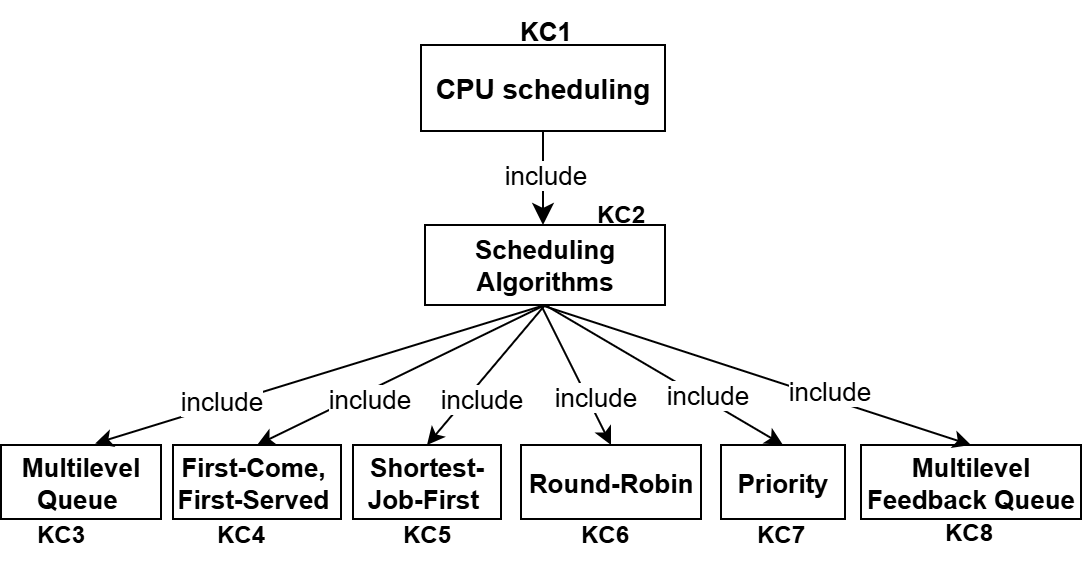 KC1
CPU scheduling
include
KC2
Scheduling
Algorithms
include
include
include
include
include
include
Multilevel
Queue
First-Come,
First-Served
Shortest-
Job-First
Round-Robin
Priority
Multilevel
Feedback Queue
KC3
KC4
KC5
KC6
KC7
KC8